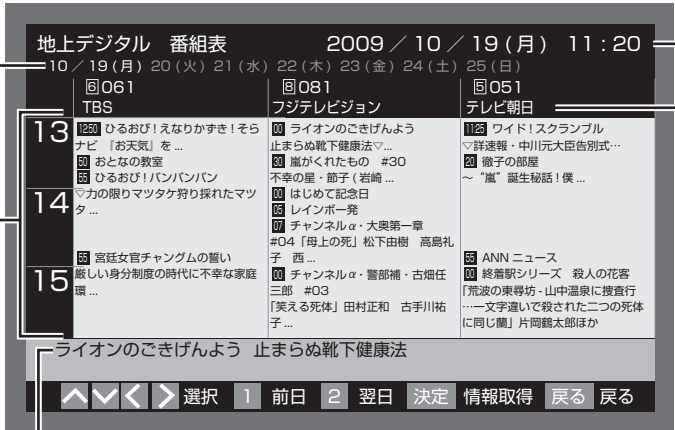 地上デジタル 番組表 2009／10／19(月) 11:20
10／19(月) 20(火) 21(水) 22(木) 23(金) 24(土) 25(日)
6 061
TBS
8 081
フジテレビジョン
5 051
テレビ朝日
13
1250 ひるおび!えなりかずき!そら
ナビ 『お天気』を...
50 おとなの教室
55 ひるおび!バンバンバン
14
▽力の限りマツタケ狩り採れたマツ
タ...
55 宮廷女官チャングムの誓い
15
厳しい身分制度の時代に不幸な家庭
環...
00 ライオンのごきげんよう
止まらぬ靴下健康法▽...
30 嵐がくれたもの #30
不幸の星・節子(岩崎...
00 はじめて記念日
05 レインボー発
07 チャンネルα・大奥第一章
#04「母上の死」松下由樹 高島礼
子 西...
00 チャンネルα・警部補・古畑任
三郎 #03
「笑える死体」田村正和 古手川祐
子...
1125 ワイド!スクランブル
▽詳速報・中川元大臣告別式…
20 徹子の部屋
～“嵐”誕生秘話!僕...
55 ANN ニュース
00 終着駅シリーズ 殺人の花客
「荒波の東尋坊-山中温泉に捜査行
…一文字違いで殺された二つの死体
に同じ蘭」片岡鶴太郎ほか
ライオンのごきげんよう 止まらぬ靴下健康法
選択 1 前日 2 翌日 決定 情報取得 戻る 戻る